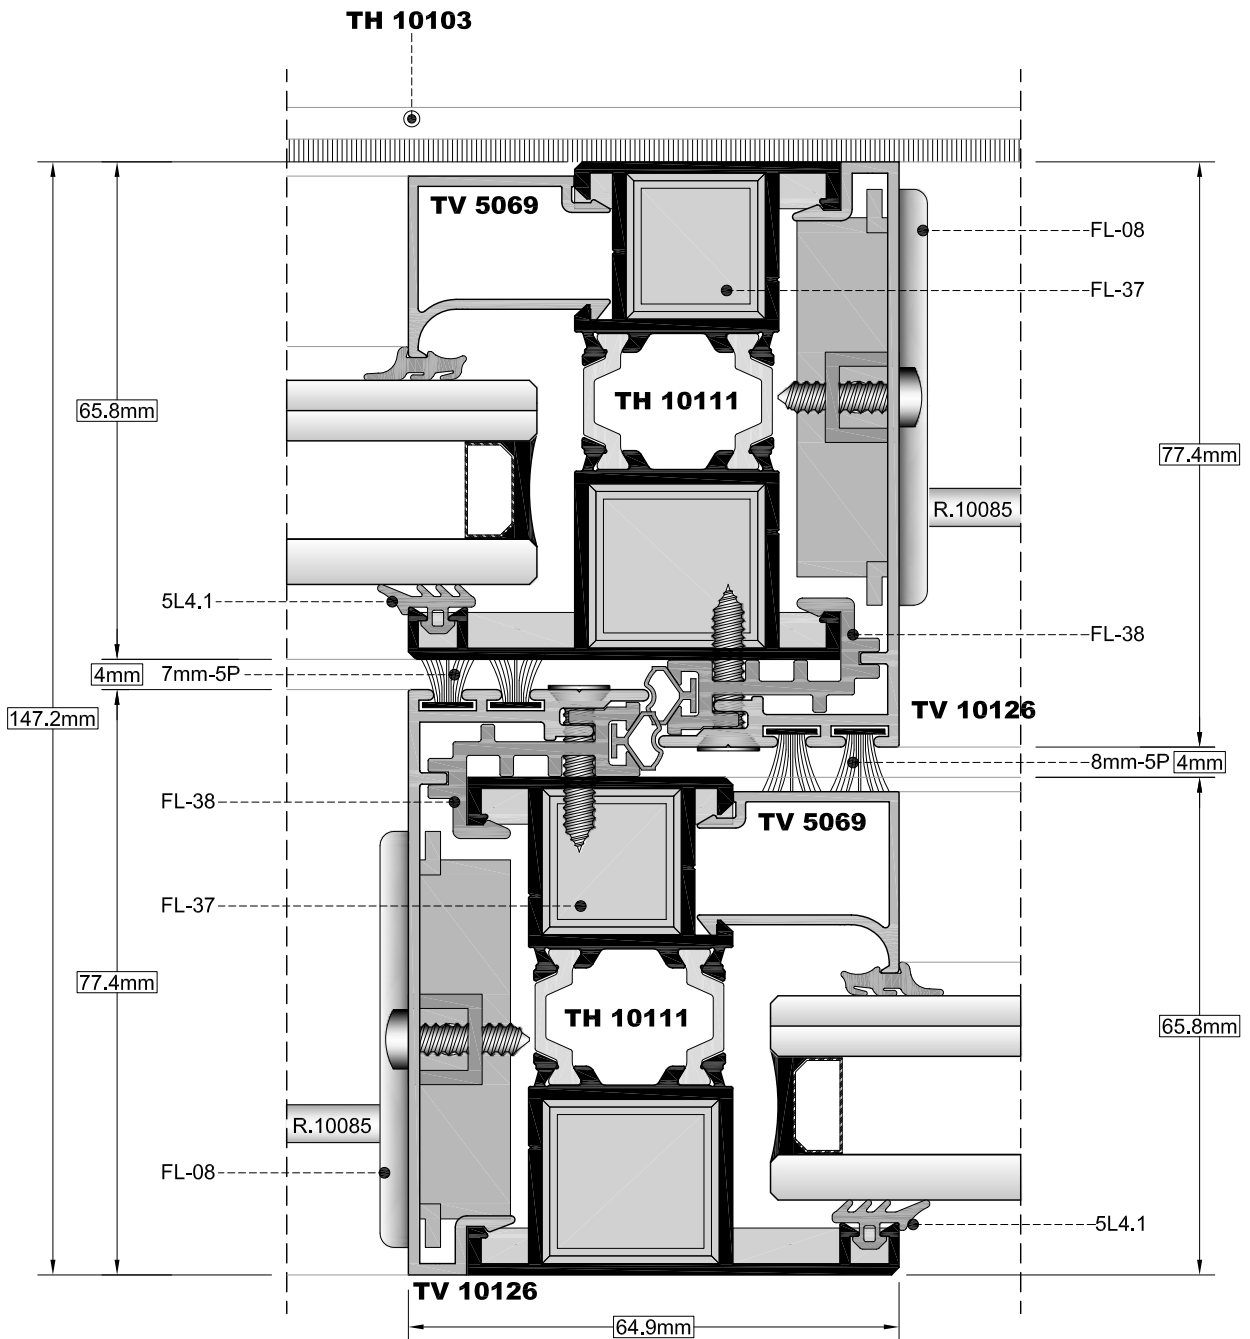 TH 10103
TV 5069
FL-08
FL-37
TH 10111
65.8mm
77.4mm
R.10085
5L4.1
FL-38
4mm
7mm-5P
147.2mm
TV 10126
8mm-5P
4mm
FL-38
TV 5069
FL-37
77.4mm
TH 10111
65.8mm
R.10085
FL-08
5L4.1
TV 10126
64.9mm